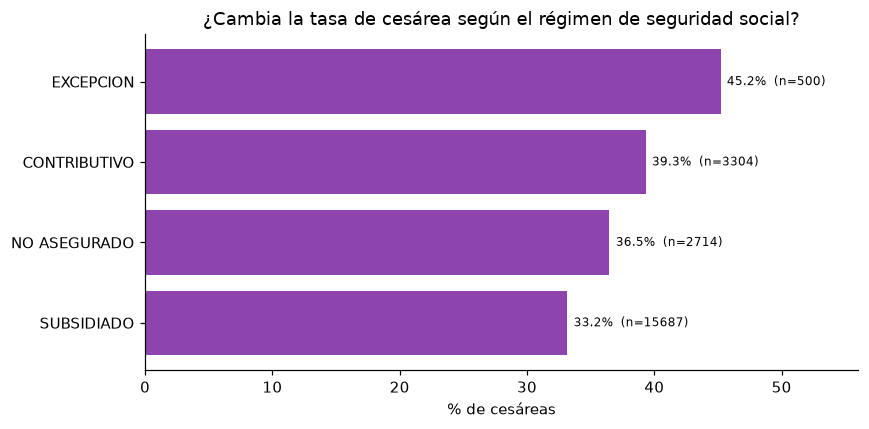 ¿Cambia la tasa de cesárea según el régimen de seguridad social?
EXCEPCION
45.2% (n=500)
CONTRIBUTIVO
39.3% (n=3304)
NO ASEGURADO
36.5% (n=2714)
SUBSIDIADO
33.2% (n=15687)
0 10 20 30 40 50
% de cesáreas